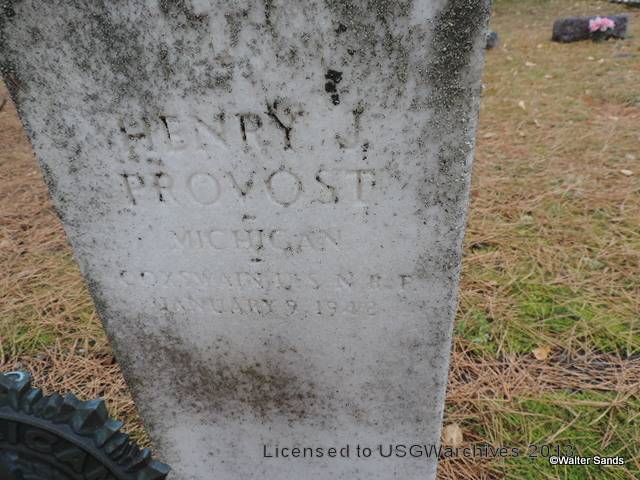 HENRY J.
PROVOST
MICHIGAN
COXSWAIN U·S·N·R·F·
JANUARY 9, 1942
Licensed to USGWarchives 2013
©Walter Sands